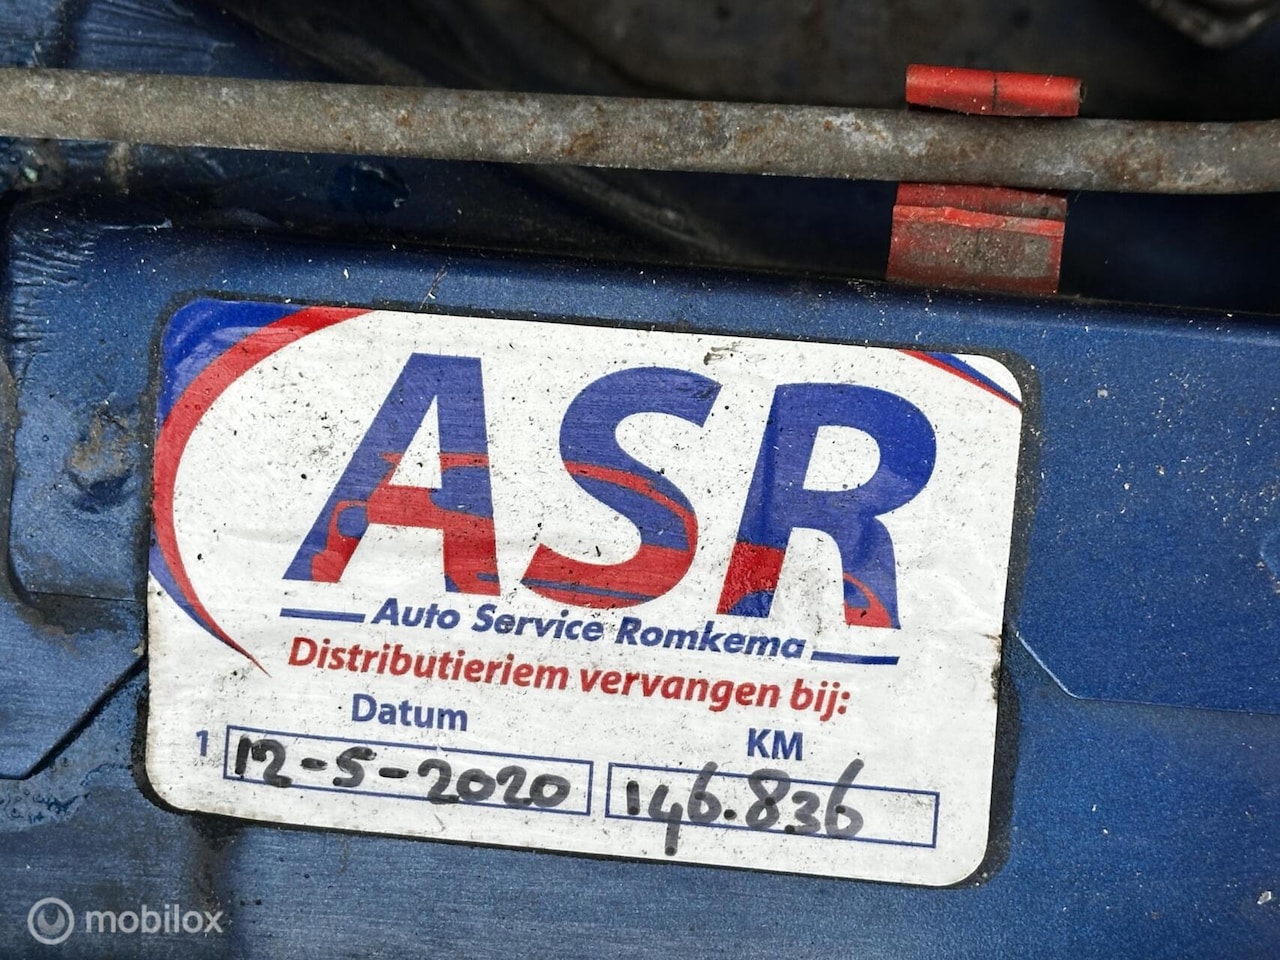 ASR
Auto Service Romkema
Distributieriem vervangen bij:
Datum KM
1 12-5-2020 146.836
mobilox